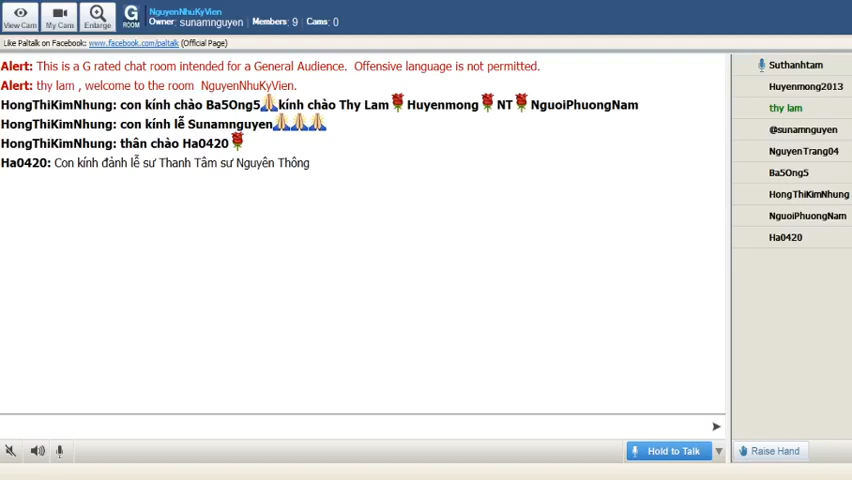 View Cam
My Cam
Enlarge
G
ROOM
NguyenNhuKyVien
Owner: sunamnguyen Members: 9 Cams: 0
Like Paltalk on Facebook: www.facebook.com/paltalk (Official Page)
Alert: This is a G rated chat room intended for a General Audience. Offensive language is not permitted.
Alert: thy lam , welcome to the room NguyenNhuKyVien.
HongThiKimNhung: con kính chào Ba5Ong5 kính chào Thy Lam Huyenmong NT NguoiPhuongNam
HongThiKimNhung: con kính lễ Sunamnguyen
HongThiKimNhung: thân chào Ha0420
Ha0420: Con kính đảnh lễ sư Thanh Tâm sư Nguyên Thông
Suthanhtam
Huyenmong2013
thy lam
@sunamnguyen
NguyenTrang04
Ba5Ong5
HongThiKimNhung
NguoiPhuongNam
Ha0420
Hold to Talk
Raise Hand